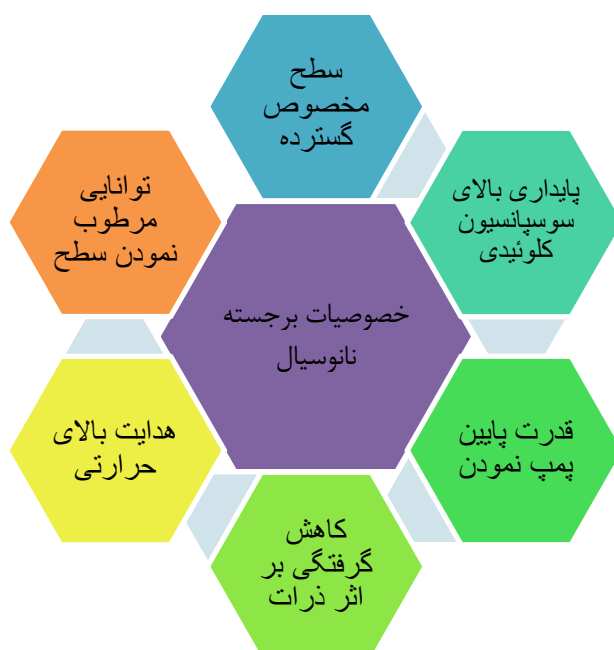 خصوصیات برجسته
نانوسیال
سطح
مخصوص
گسترده
پایداری بالای
سوسپانسیون
کلوئیدی
قدرت پایین
پمپ نمودن
کاهش
گرفتگی بر
اثر ذرات
هدایت بالای
حرارتی
توانایی
مرطوب
نمودن سطح